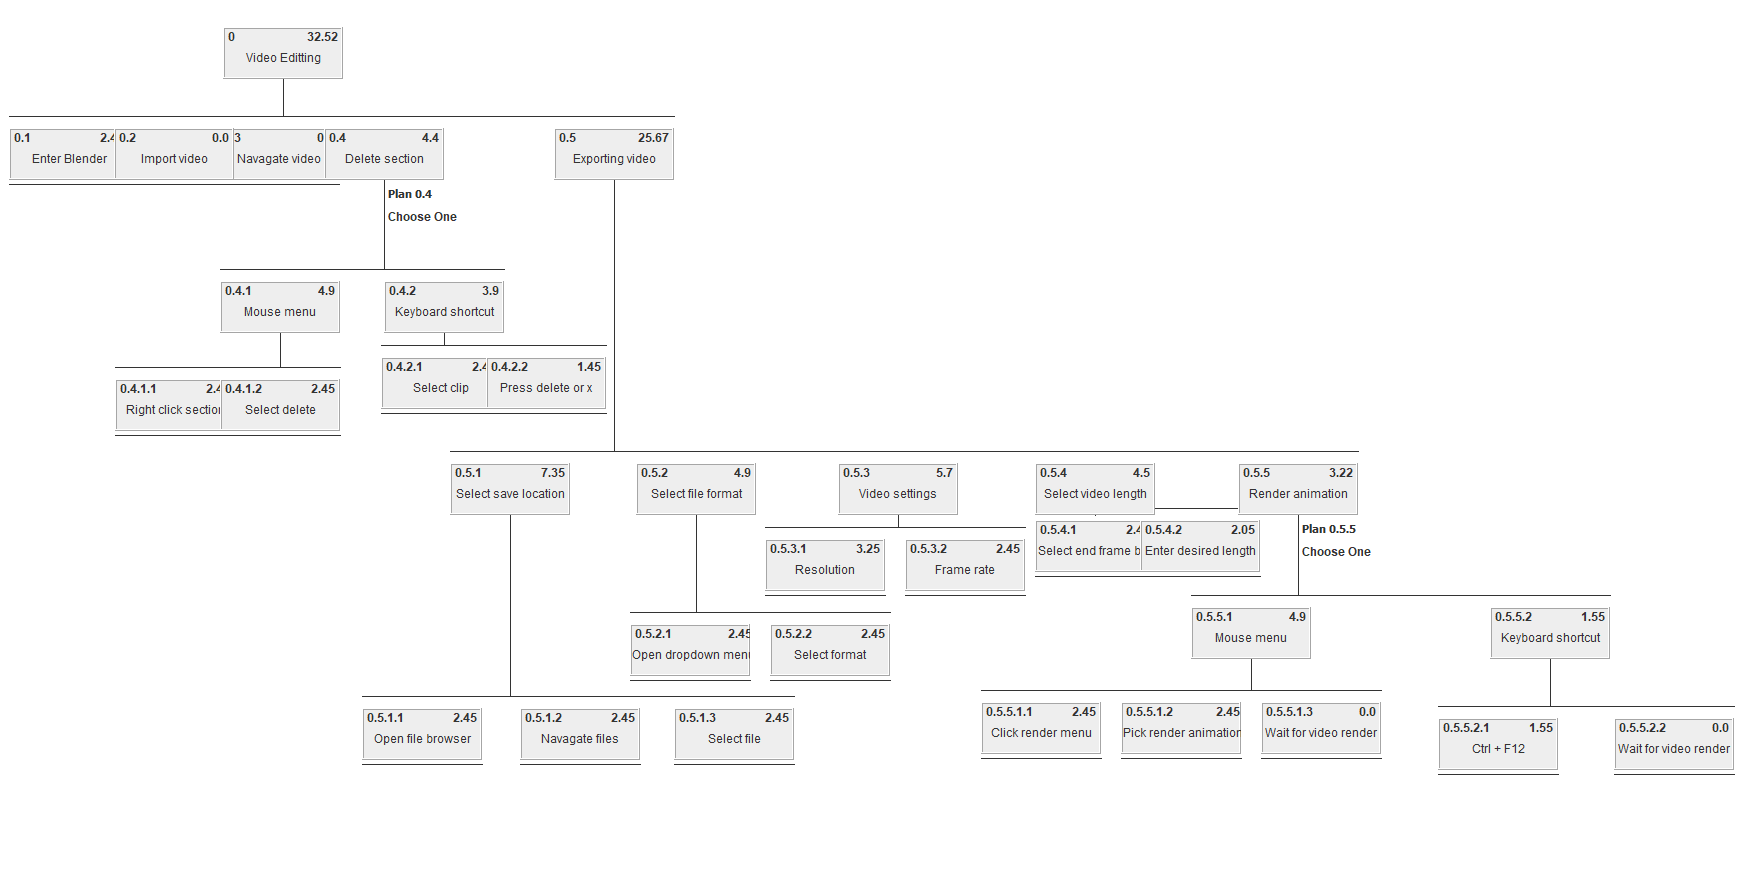 0 32.52
Video Editting
0.1 2.4
Enter Blender
0.2 0.0
Import video
3 0
Navagate video
0.4 4.4
Delete section
0.5 25.67
Exporting video
Plan 0.4
Choose One
0.4.1 4.9
Mouse menu
0.4.2 3.9
Keyboard shortcut
0.4.1.1 2.4
Right click section
0.4.1.2 2.45
Select delete
0.4.2.1 2.4
Select clip
0.4.2.2 1.45
Press delete or x
0.5.1 7.35
Select save location
0.5.2 4.9
Select file format
0.5.3 5.7
Video settings
0.5.4 4.5
Select video length
0.5.5 3.22
Render animation
Plan 0.5.5
Choose One
0.5.3.1 3.25
Resolution
0.5.3.2 2.45
Frame rate
0.5.4.1 2.4
Select end frame b
0.5.4.2 2.05
Enter desired length
0.5.2.1 2.45
Open dropdown menu
0.5.2.2 2.45
Select format
0.5.5.1 4.9
Mouse menu
0.5.5.2 1.55
Keyboard shortcut
0.5.1.1 2.45
Open file browser
0.5.1.2 2.45
Navagate files
0.5.1.3 2.45
Select file
0.5.5.1.1 2.45
Click render menu
0.5.5.1.2 2.45
Pick render animation
0.5.5.1.3 0.0
Wait for video render
0.5.5.2.1 1.55
Ctrl + F12
0.5.5.2.2 0.0
Wait for video render